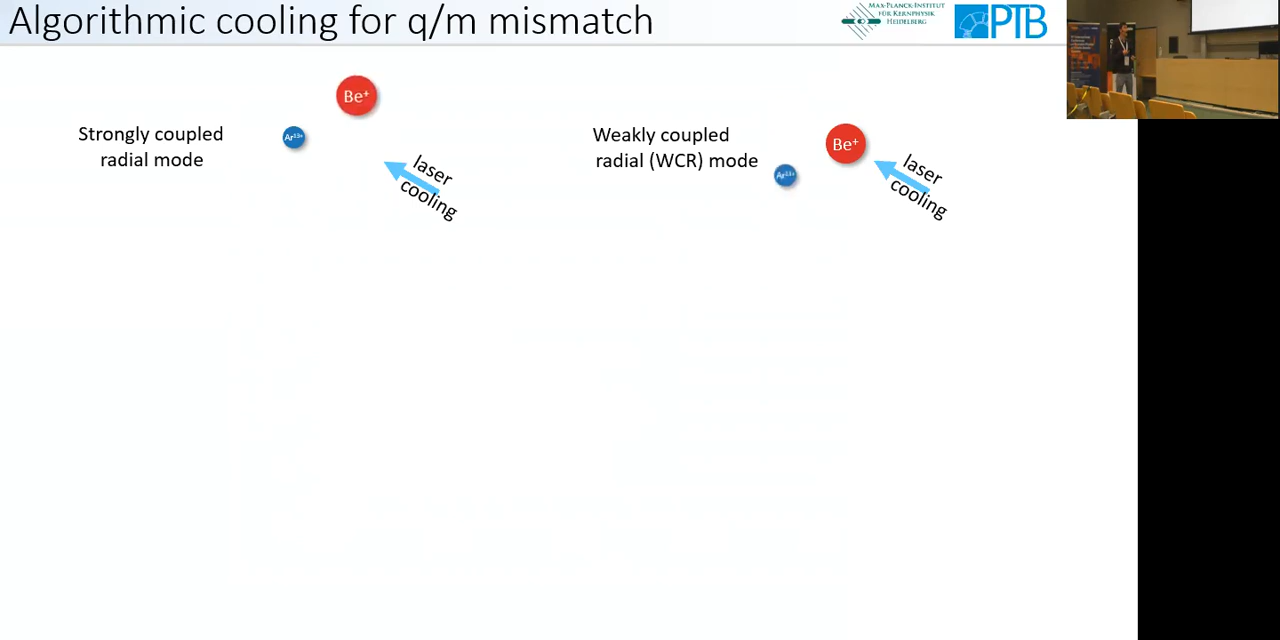 Algorithmic cooling for q/m mismatch
MAX-PLANCK-INSTITUT
FÜR KERNPHYSIK
HEIDELBERG
PTB
Strongly coupled
radial mode
Be⁺
Ar¹³⁺
laser
cooling
Weakly coupled
radial (WCR) mode
Be⁺
Ar¹³⁺
laser
cooling